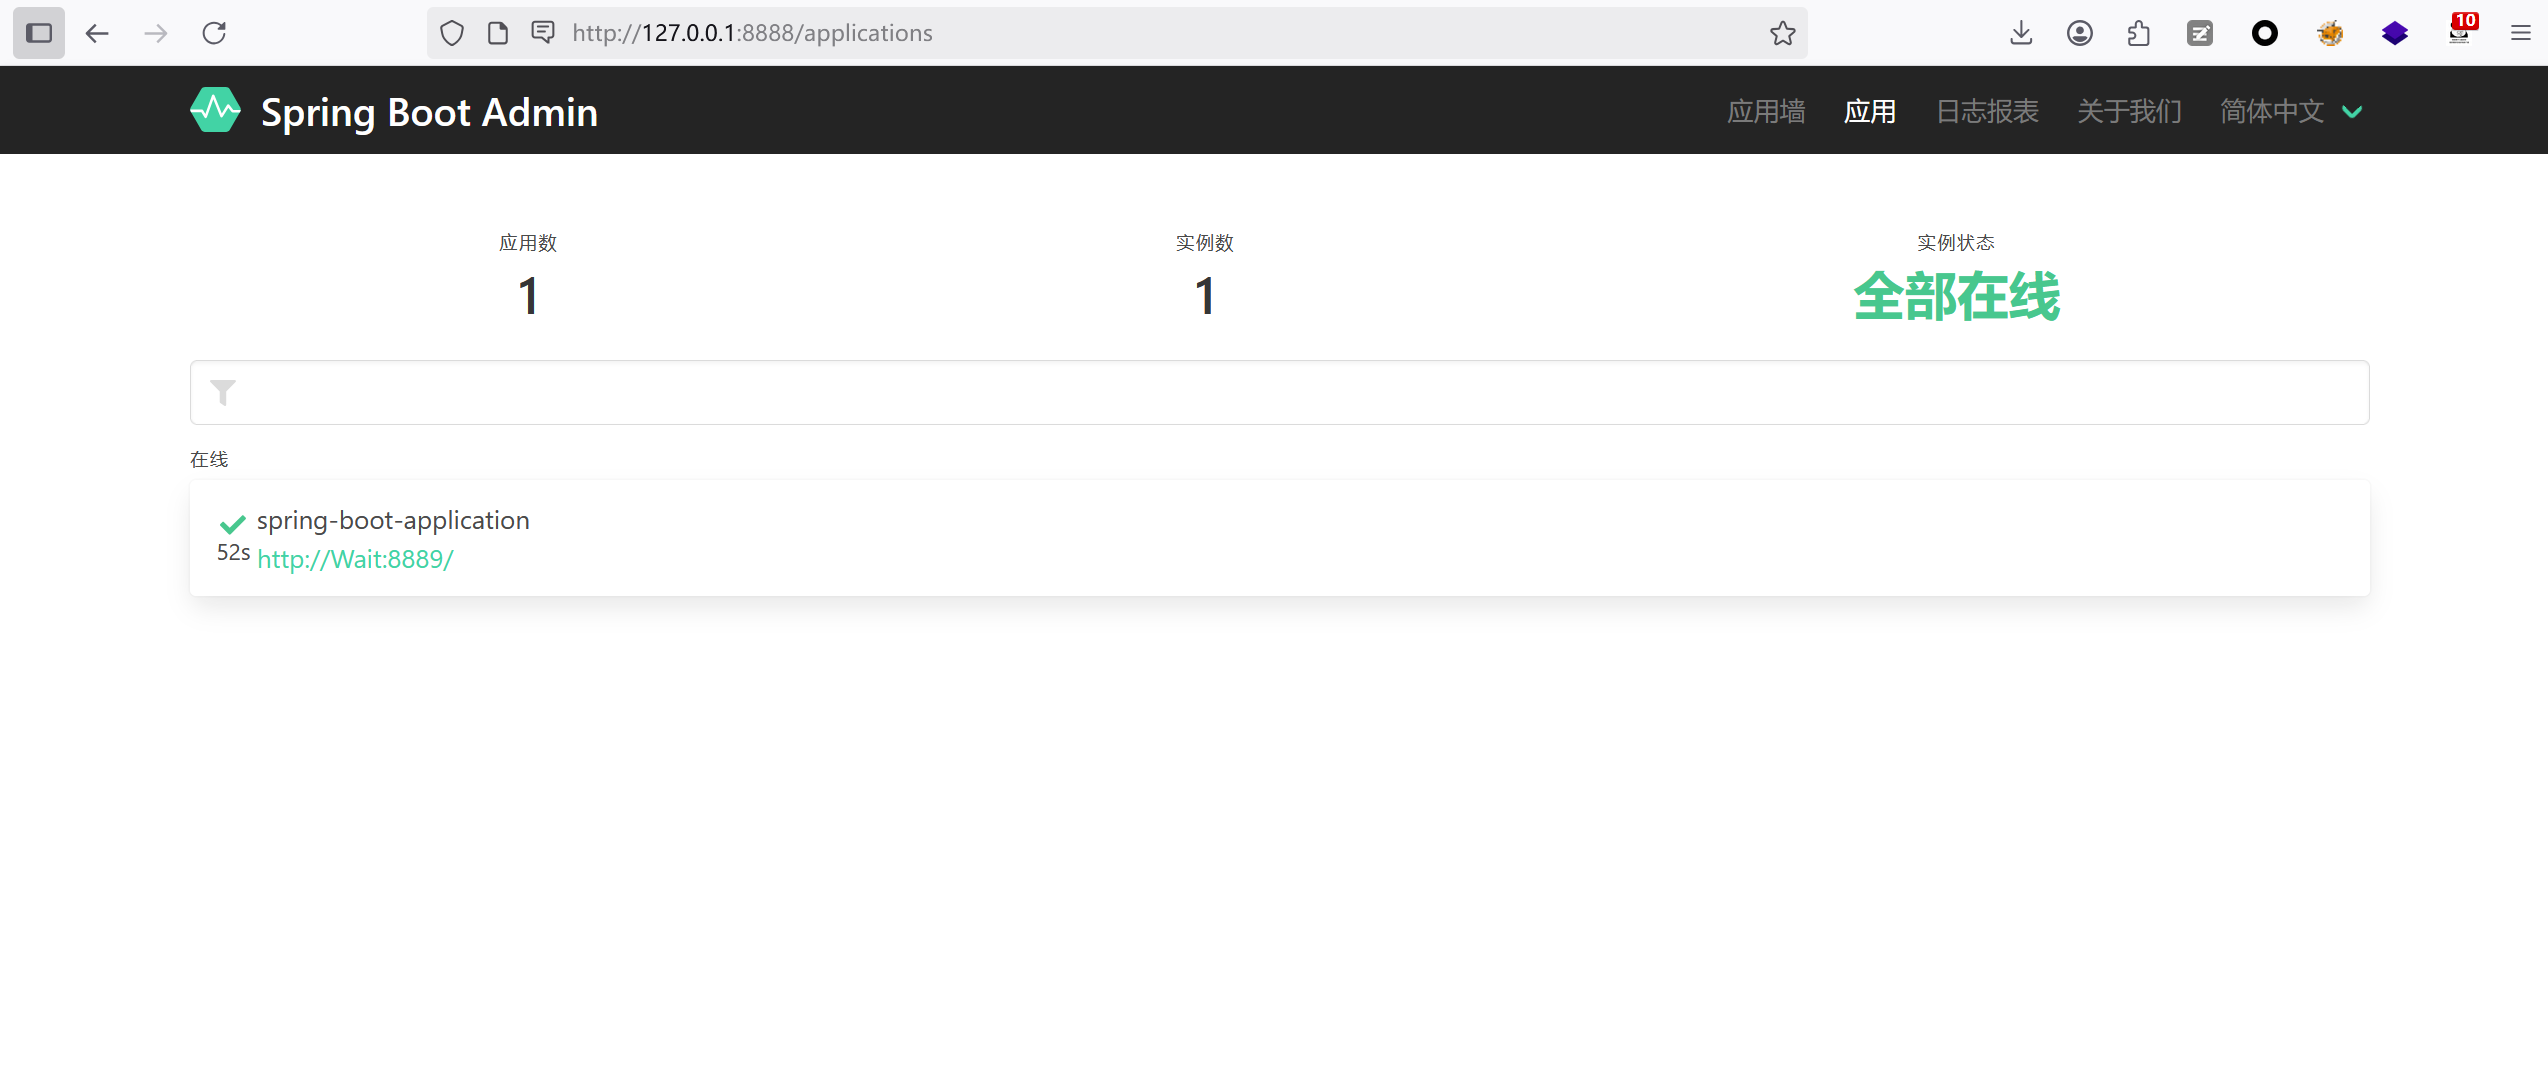 http://127.0.0.1:8888/applications
10
Spring Boot Admin
应用墙 应用 日志报表 关于我们 简体中文
应用数 实例数 实例状态
1 1 全部在线
在线
spring-boot-application
52s http://Wait:8889/